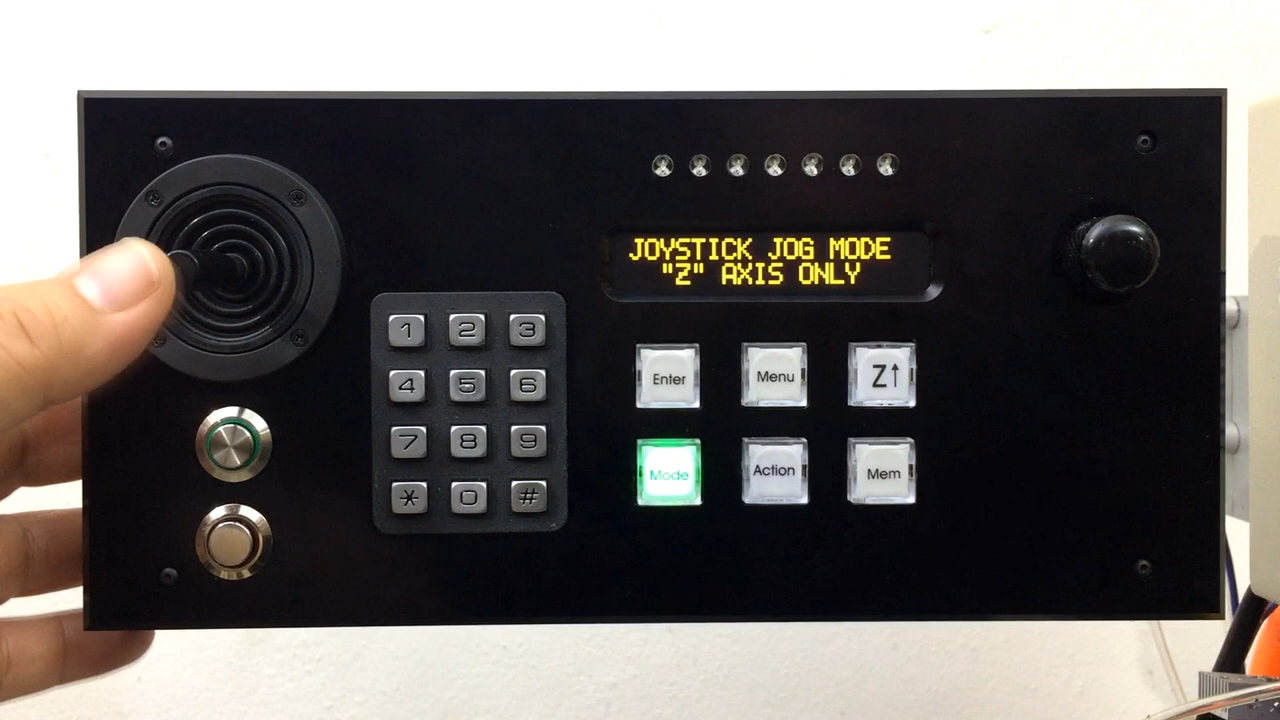 JOYSTICK JOG MODE
"Z" AXIS ONLY
1 2 3
4 5 6
7 8 9
* 0 #
Enter Menu Z↑
Mode Action Mem